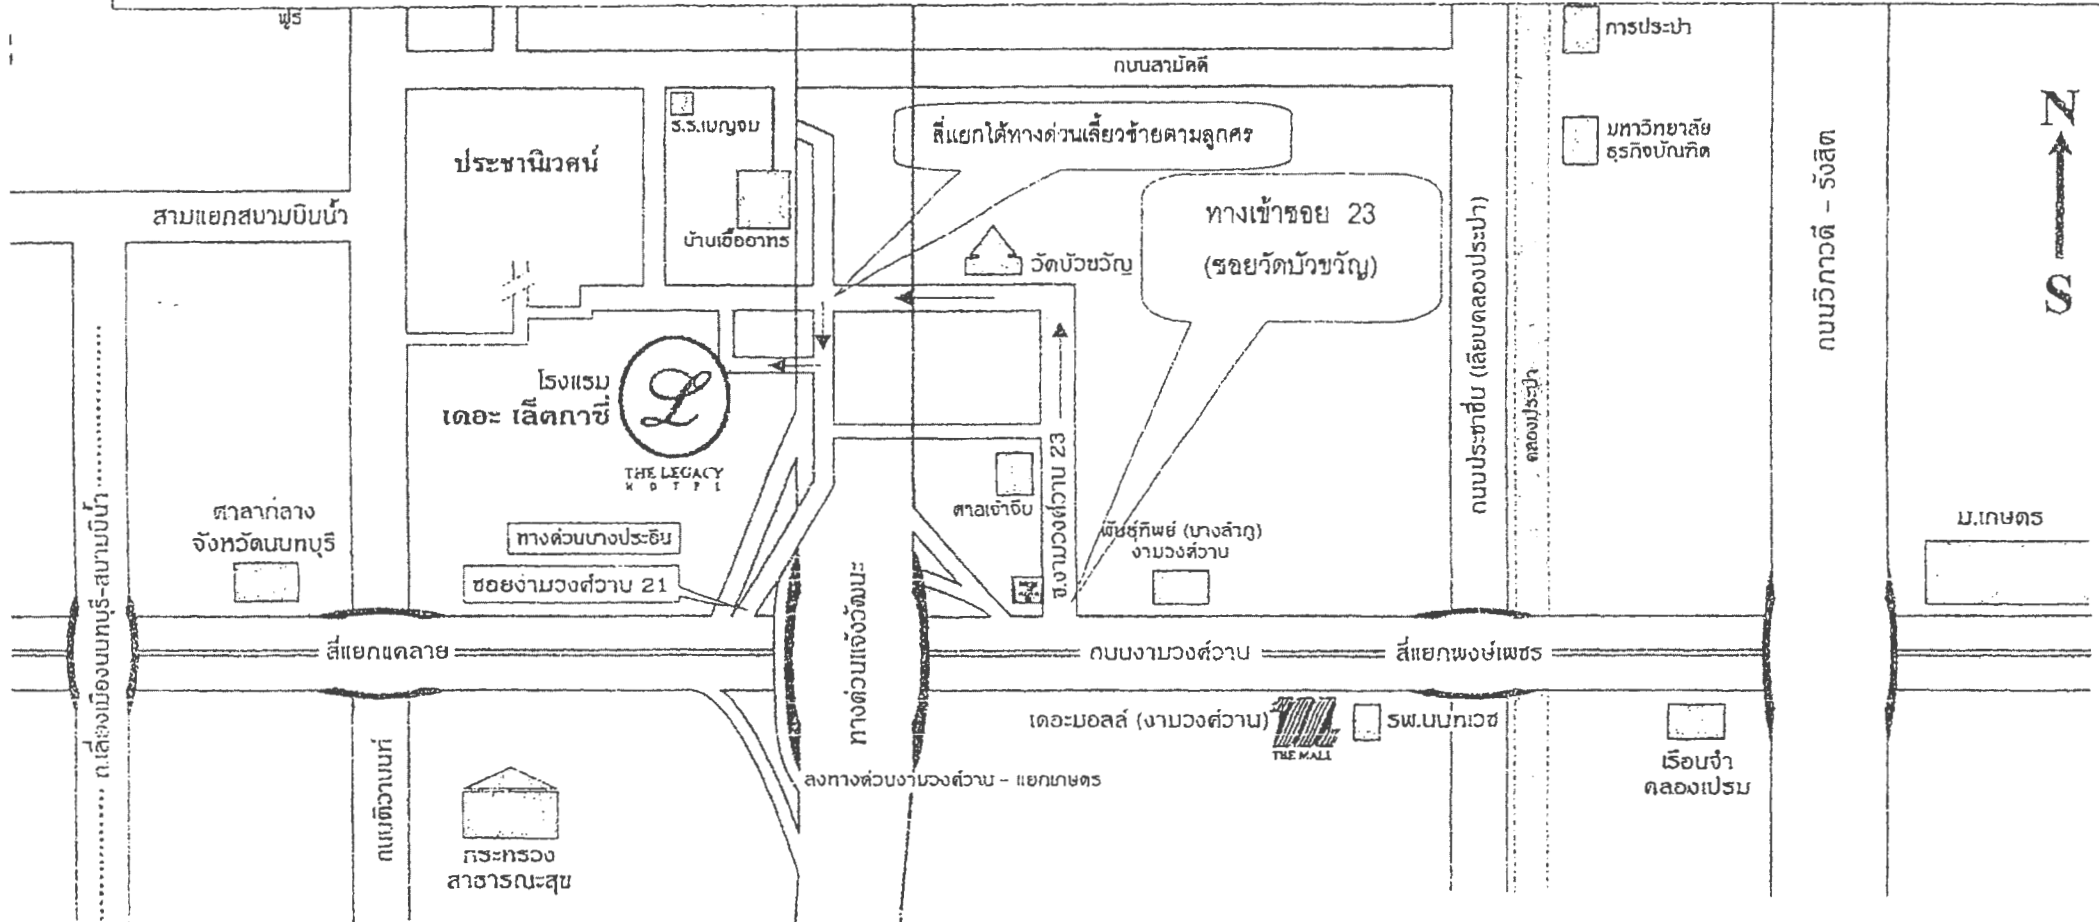 ฟูธ
การประปา
ถนนสามัคคี
N
S
ร.ร.เบญจม
สี่แยกใต้ทางด่วนเลี้ยวซ้ายตามลูกศร
มหาวิทยาลัย
ธุรกิจบัณฑิต
ประชานิเวศน์
ถนนวิภาวดี - รังสิต
สามแยกสนามบินน้ำ
บ้านเอื้ออาทร
วัดบัวขวัญ
ทางเข้าซอย 23
(ซอยวัดบัวขวัญ)
ถนนประชาชื่น (เลียบคลองประปา)
คลองประปา
โรงแรม
เดอะ เล็คกาซี่
L
THE LEGACY
HOTEL
ถ.เลี่ยงเมืองนนทบุรี-สนามบินน้ำ
ศาลากลาง
จังหวัดนนทบุรี
ทางด่วนบางปะอิน
ซอยงามวงศ์วาน 21
ศาลเจ้าจีน
ซ.งามวงศ์วาน 23
พันธุ์ทิพย์ (บางลำภู)
งามวงศ์วาน
ม.เกษตร
ทางด่วนแจ้งวัฒนะ
สี่แยกแคลาย
ถนนงามวงศ์วาน
สี่แยกพงษ์เพชร
เดอะมอลล์ (งามวงศ์วาน)
THE MALL
รพ.นนทเวช
เรือนจำ
คลองเปรม
ถนนติวานนท์
ลงทางด่วนงามวงศ์วาน - แยกเกษตร
กระทรวง
สาธารณะสุข